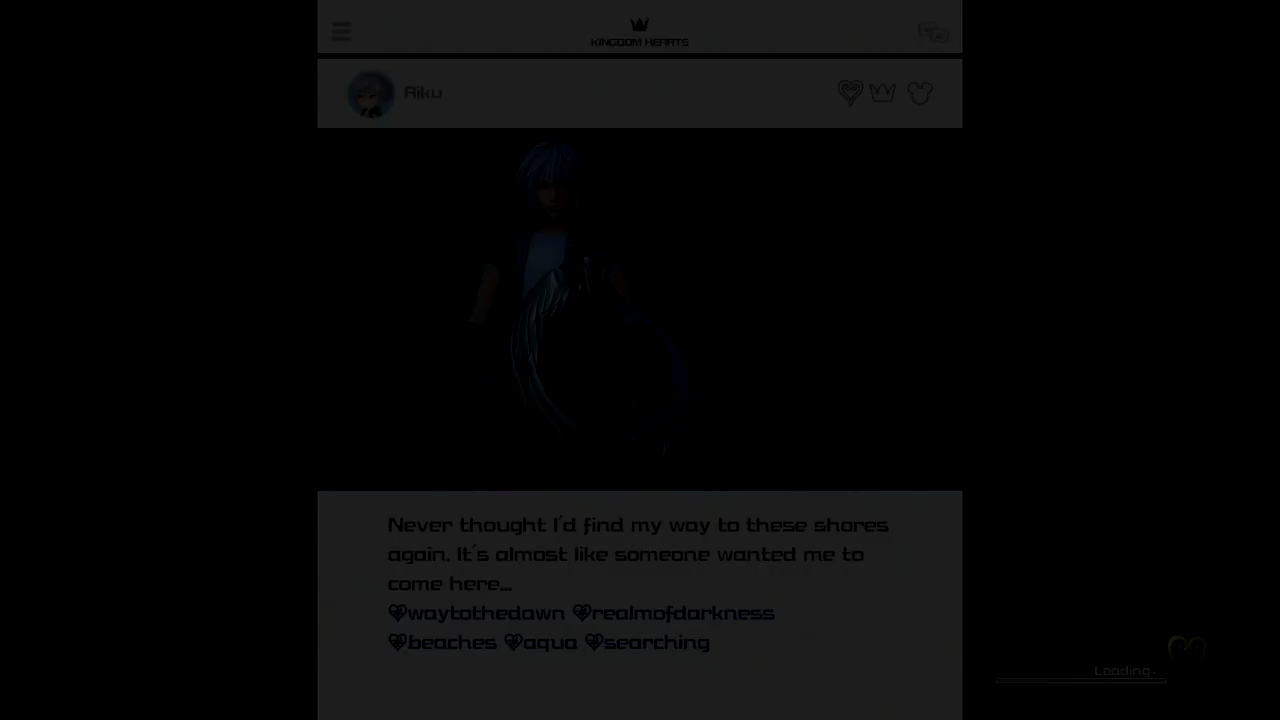 KINGDOM HEARTS
Riku
Never thought I'd find my way to these shores
again. It's almost like someone wanted me to
come here...
waytothedawn realmofdarkness
beaches aqua searching
Loading.